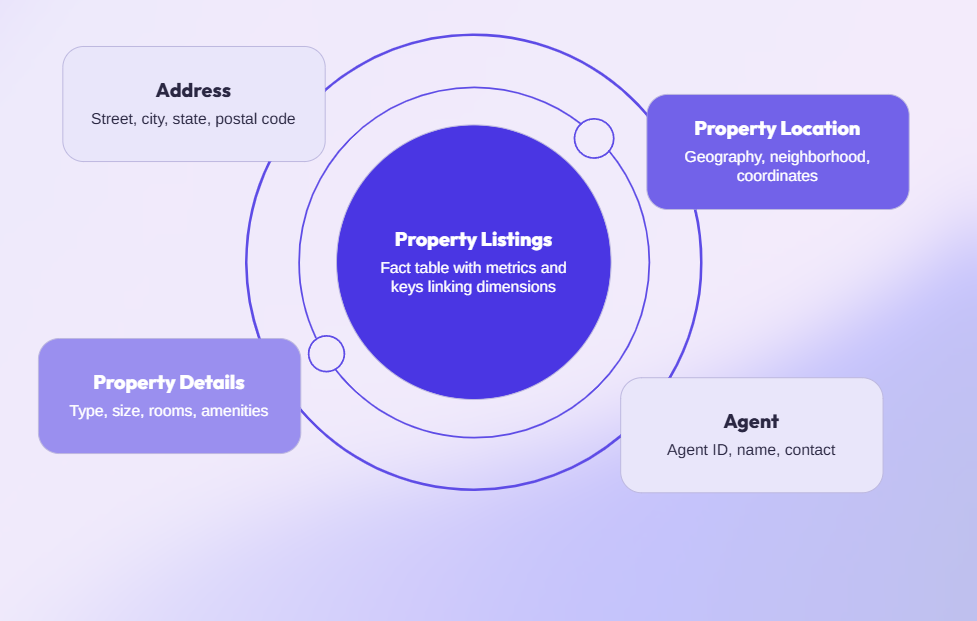 Address
Street, city, state, postal code
Property Location
Geography, neighborhood,
coordinates
Property Listings
Fact table with metrics and
keys linking dimensions
Property Details
Type, size, rooms, amenities
Agent
Agent ID, name, contact